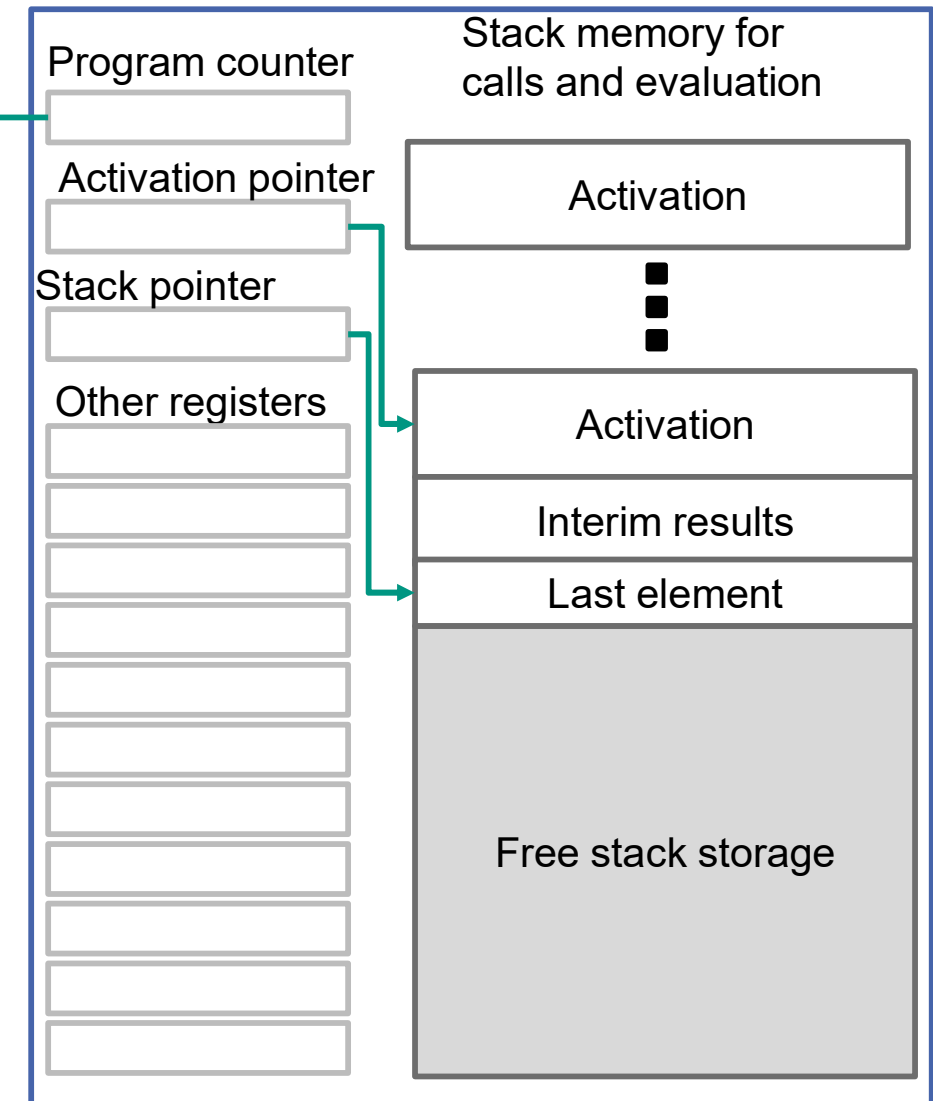 Program counter
Stack memory for
calls and evaluation
Activation pointer
Activation
Stack pointer
Other registers
Activation
Interim results
Last element
Free stack storage